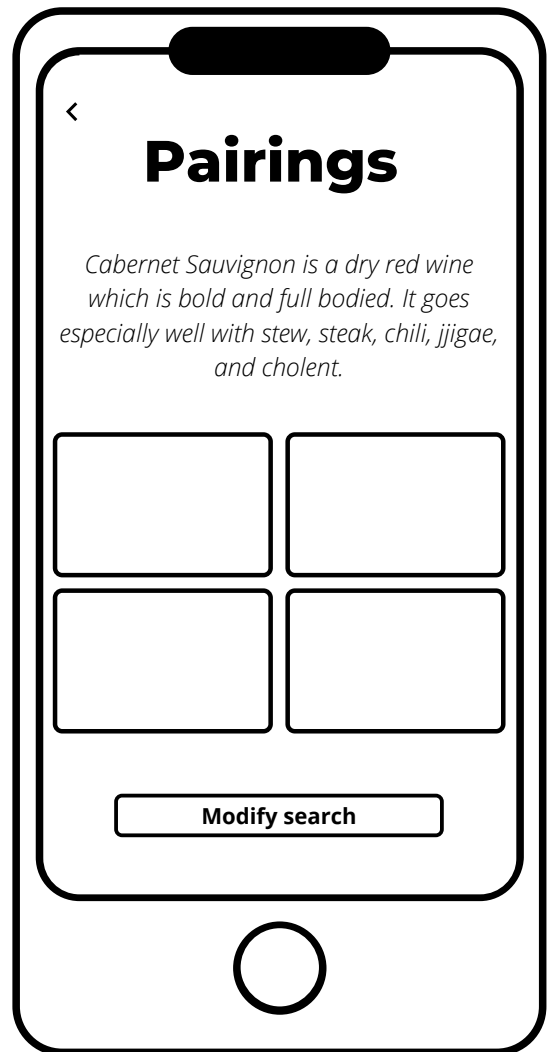 Pairings
Cabernet Sauvignon is a dry red wine
which is bold and full bodied. It goes
especially well with stew, steak, chili, jjigae,
and cholent.
Modify search